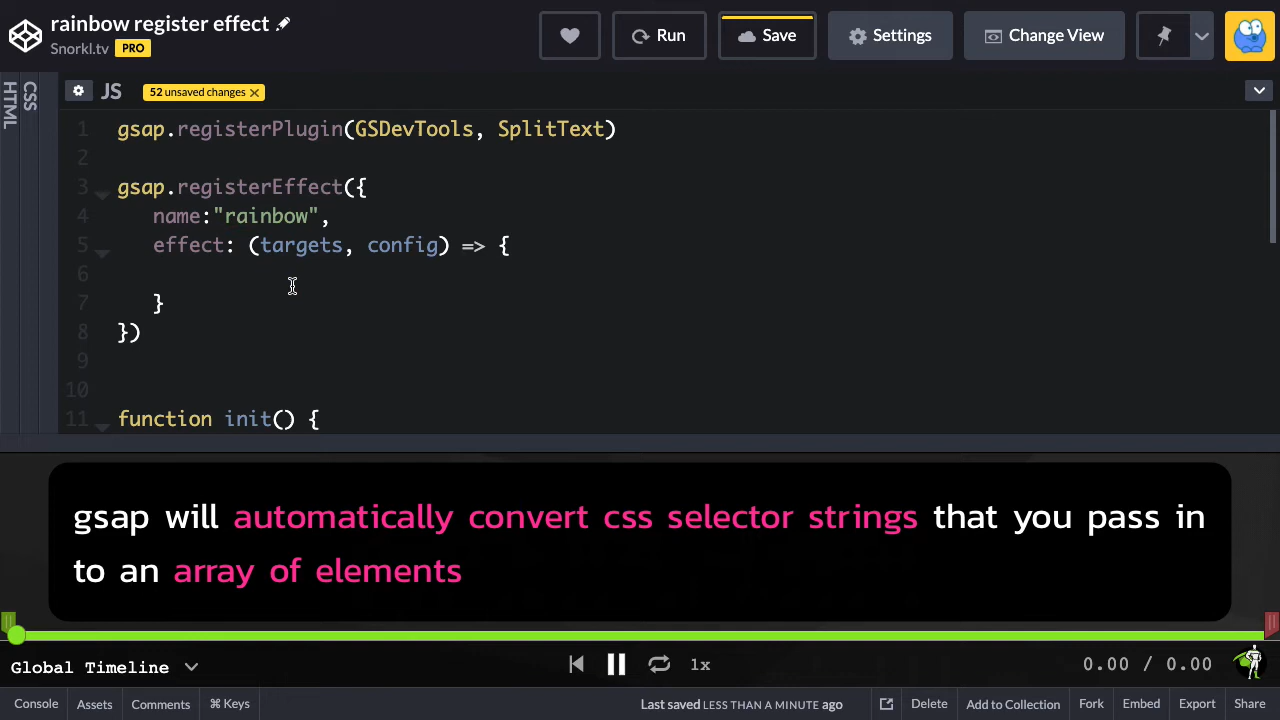 rainbow register effect
Snorkl.tv PRO
Run
Save
Settings
Change View
HTML
CSS
JS
52 unsaved changes ×
1 gsap.registerPlugin(GSDevTools, SplitText)
2
3 gsap.registerEffect({
4 name:"rainbow",
5 effect: (targets, config) => {
6
7 }
8 })
9
10
11 function init() {
gsap will automatically convert css selector strings that you pass in
to an array of elements
Global Timeline
1x
0.00 / 0.00
Console
Assets
Comments
⌘ Keys
Last saved LESS THAN A MINUTE ago
Delete
Add to Collection
Fork
Embed
Export
Share